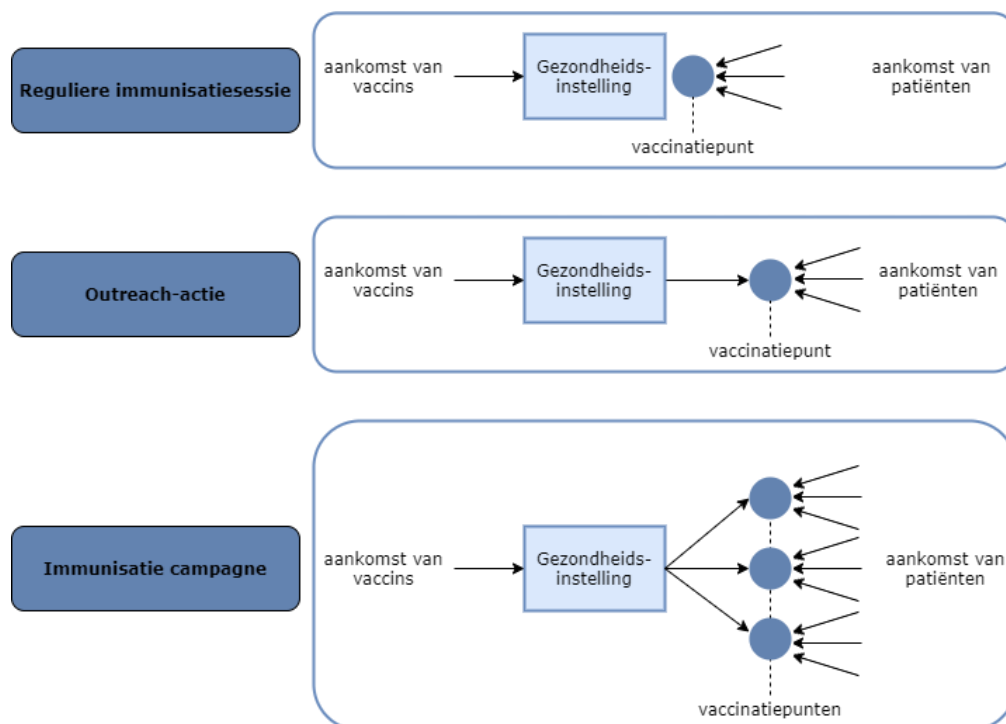 Reguliere immunisatiesessie
aankomst van
vaccins
Gezondheids-
instelling
aankomst van
patiënten
vaccinatiepunt
Outreach-actie
aankomst van
vaccins
Gezondheids-
instelling
aankomst van
patiënten
vaccinatiepunt
Immunisatie campagne
aankomst van
vaccins
Gezondheids-
instelling
aankomst van
patiënten
vaccinatiepunten